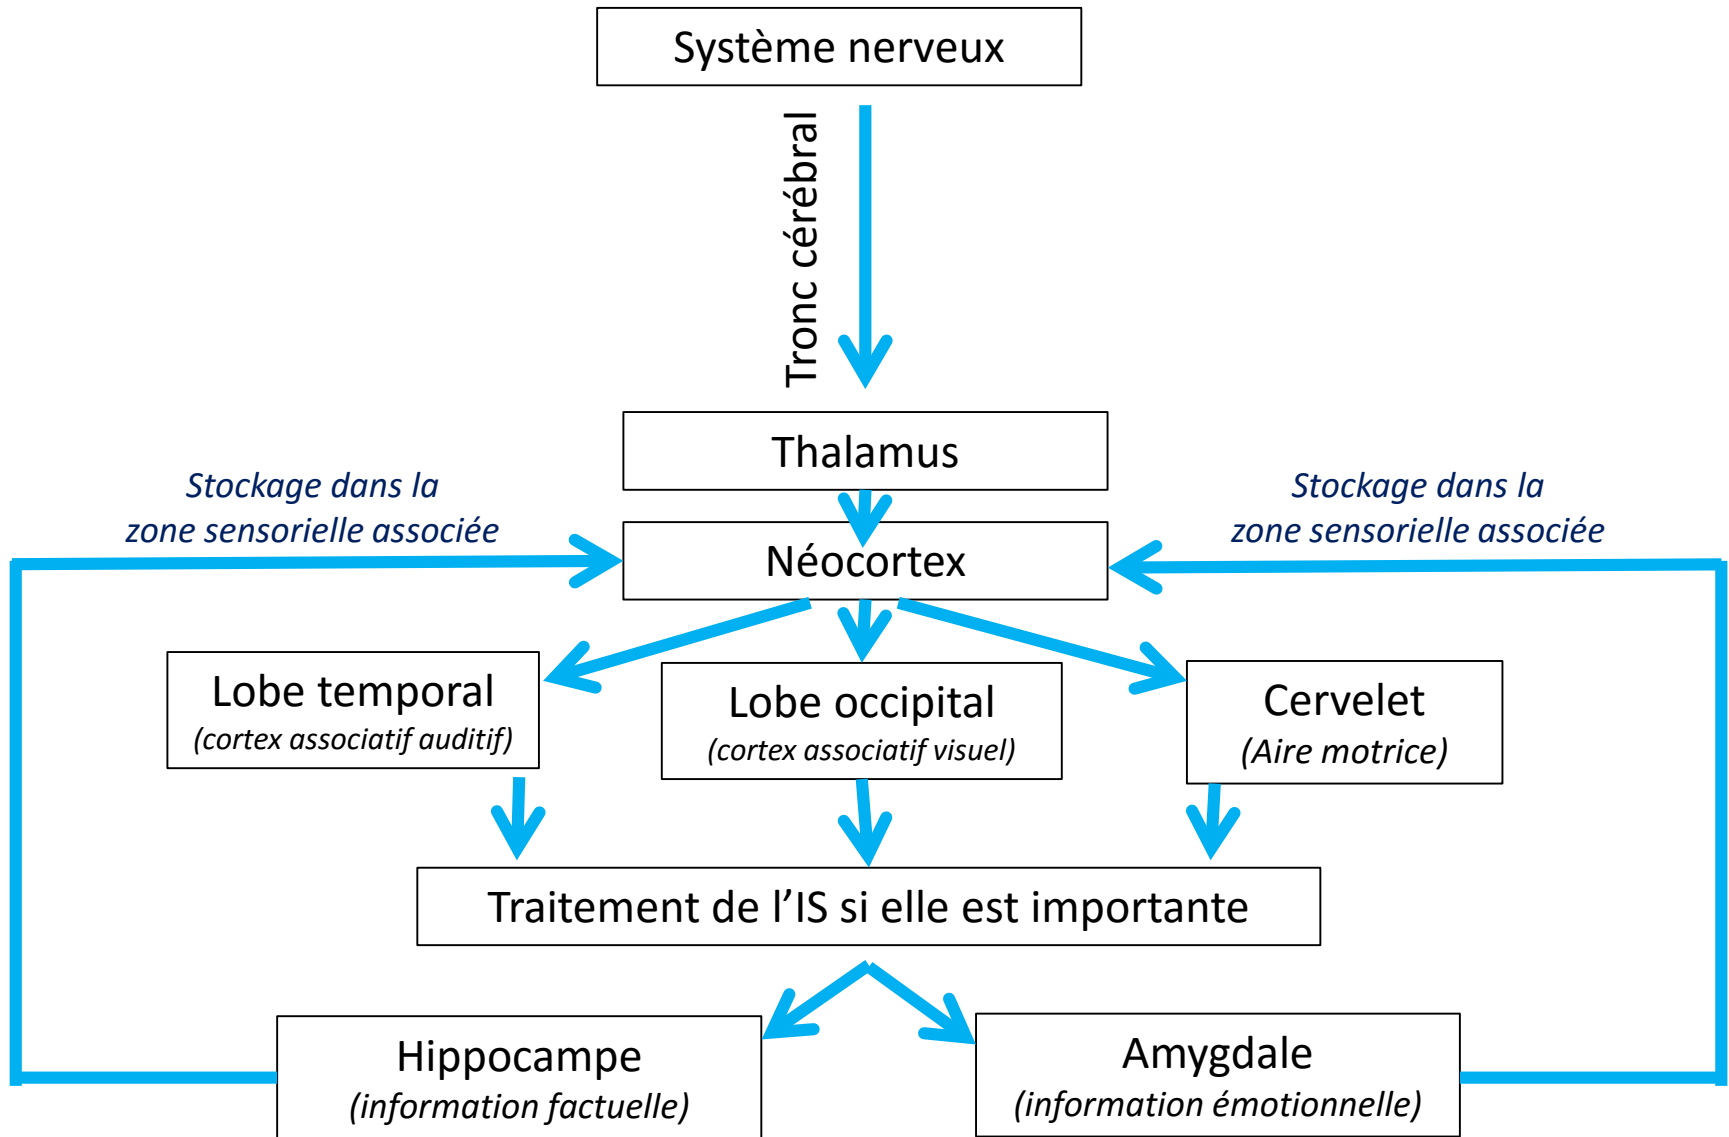 Système nerveux
Tronc cérébral
Thalamus
Stockage dans la
zone sensorielle associée
Stockage dans la
zone sensorielle associée
Néocortex
Lobe temporal
(cortex associatif auditif)
Lobe occipital
(cortex associatif visuel)
Cervelet
(Aire motrice)
Traitement de l’IS si elle est importante
Hippocampe
(information factuelle)
Amygdale
(information émotionnelle)